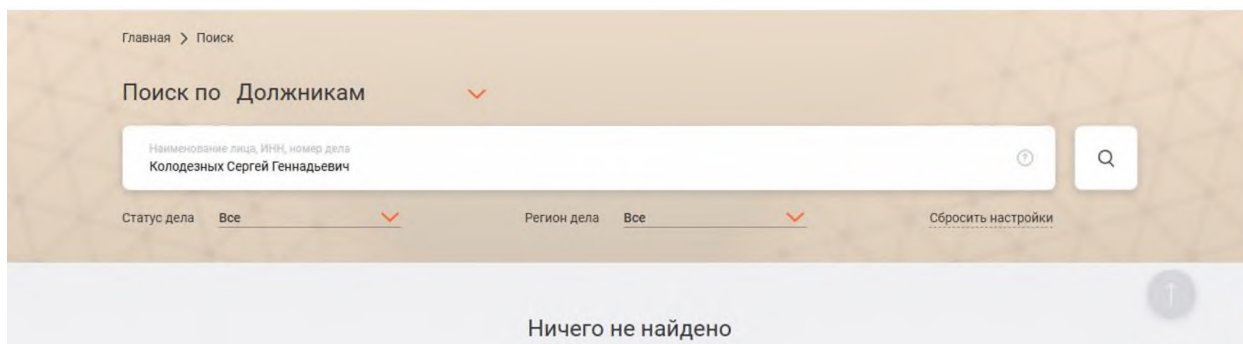 Главная > Поиск
Поиск по Должникам
Наименование лица, ИНН, номер дела
Колодезных Сергей Геннадьевич
Статус дела Все Регион дела Все Сбросить настройки
Ничего не найдено